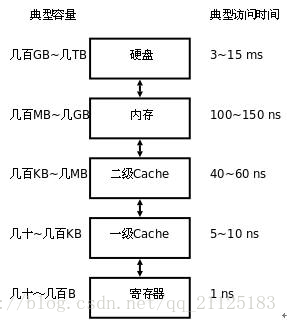 典型容量 典型访问时间
几百GB~几TB 硬盘 3~15 ms
几百MB~几GB 内存 100~150 ns
几百KB~几MB 二级Cache 40~60 ns
几十~几百KB 一级Cache 5~10 ns
几十~几百B 寄存器 1 ns
http://blog.csdn.net/qq_21125183